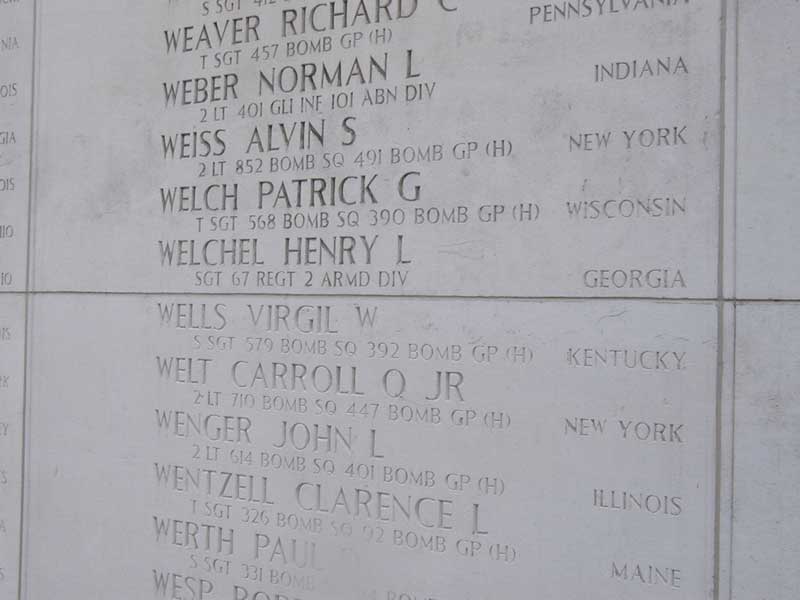 WEAVER RICHARD C
T SGT 457 BOMB GP (H) PENNSYLVANIA
WEBER NORMAN L
2 LT 401 GLI INF 101 ABN DIV INDIANA
WEISS ALVIN S
2 LT 852 BOMB SQ 491 BOMB GP (H) NEW YORK
WELCH PATRICK G
T SGT 568 BOMB SQ 390 BOMB GP (H) WISCONSIN
WELCHEL HENRY L
SGT 67 REGT 2 ARMD DIV GEORGIA
WELLS VIRGIL W
S SGT 579 BOMB SQ 392 BOMB GP (H) KENTUCKY
WELT CARROLL Q JR
2 LT 710 BOMB SQ 447 BOMB GP (H) NEW YORK
WENGER JOHN L
2 LT 614 BOMB SQ 401 BOMB GP (H) ILLINOIS
WENTZELL CLARENCE L
T SGT 326 BOMB SQ 92 BOMB GP (H) MAINE
WERTH PAUL
S SGT 331 BOMB
WESP